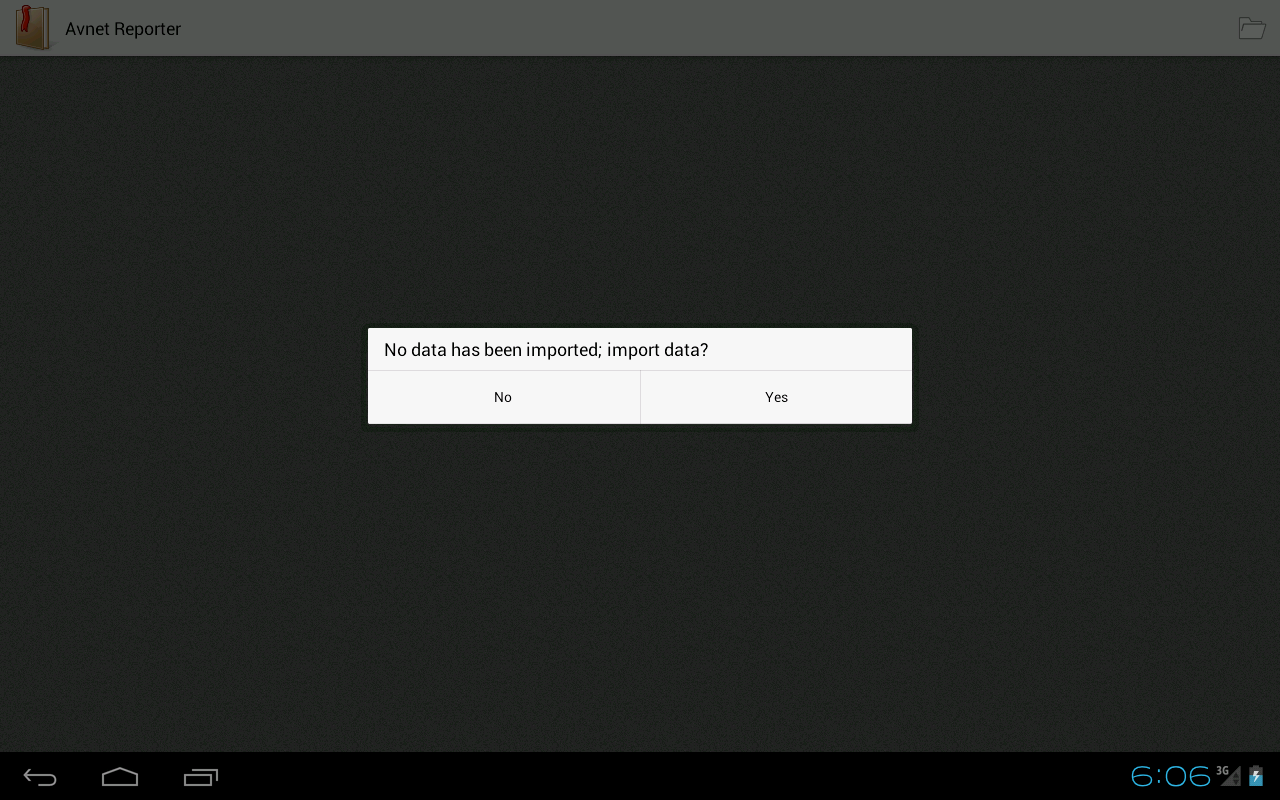 Avnet Reporter
No data has been imported; import data?
No
Yes
6:06
3G